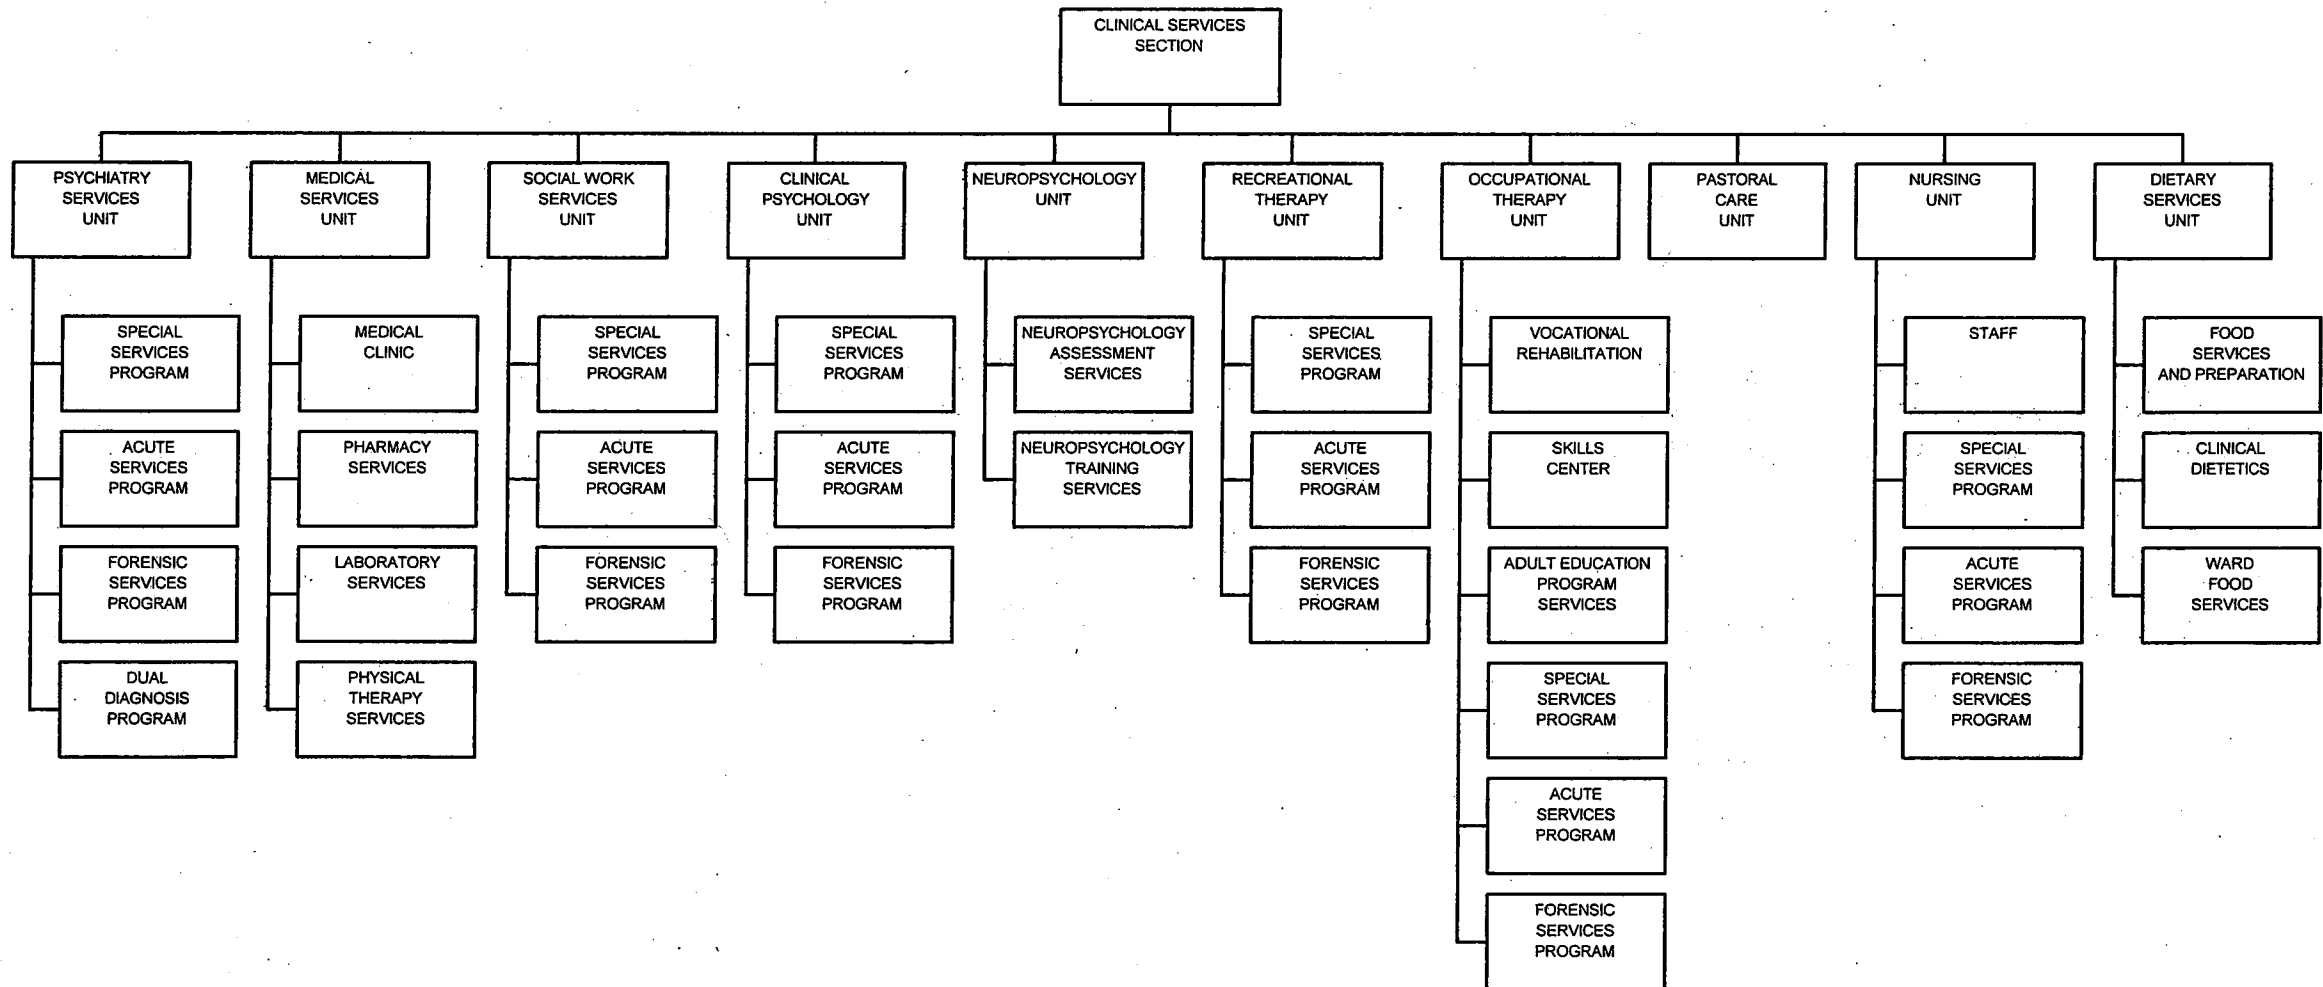 CLINICAL SERVICES
SECTION
PSYCHIATRY
SERVICES
UNIT
MEDICAL
SERVICES
UNIT
SOCIAL WORK
SERVICES
UNIT
CLINICAL
PSYCHOLOGY
UNIT
NEUROPSYCHOLOGY
UNIT
RECREATIONAL
THERAPY
UNIT
OCCUPATIONAL
THERAPY
UNIT
PASTORAL
CARE
UNIT
NURSING
UNIT
DIETARY
SERVICES
UNIT
SPECIAL
SERVICES
PROGRAM
ACUTE
SERVICES
PROGRAM
FORENSIC
SERVICES
PROGRAM
DUAL
DIAGNOSIS
PROGRAM
MEDICAL
CLINIC
PHARMACY
SERVICES
LABORATORY
SERVICES
PHYSICAL
THERAPY
SERVICES
SPECIAL
SERVICES
PROGRAM
ACUTE
SERVICES
PROGRAM
FORENSIC
SERVICES
PROGRAM
SPECIAL
SERVICES
PROGRAM
ACUTE
SERVICES
PROGRAM
FORENSIC
SERVICES
PROGRAM
NEUROPSYCHOLOGY
ASSESSMENT
SERVICES
NEUROPSYCHOLOGY
TRAINING
SERVICES
SPECIAL
SERVICES
PROGRAM
ACUTE
SERVICES
PROGRAM
FORENSIC
SERVICES
PROGRAM
VOCATIONAL
REHABILITATION
SKILLS
CENTER
ADULT EDUCATION
PROGRAM
SERVICES
SPECIAL
SERVICES
PROGRAM
ACUTE
SERVICES
PROGRAM
FORENSIC
SERVICES
PROGRAM
STAFF
SPECIAL
SERVICES
PROGRAM
ACUTE
SERVICES
PROGRAM
FORENSIC
SERVICES
PROGRAM
FOOD
SERVICES
AND PREPARATION
CLINICAL
DIETETICS
WARD
FOOD
SERVICES